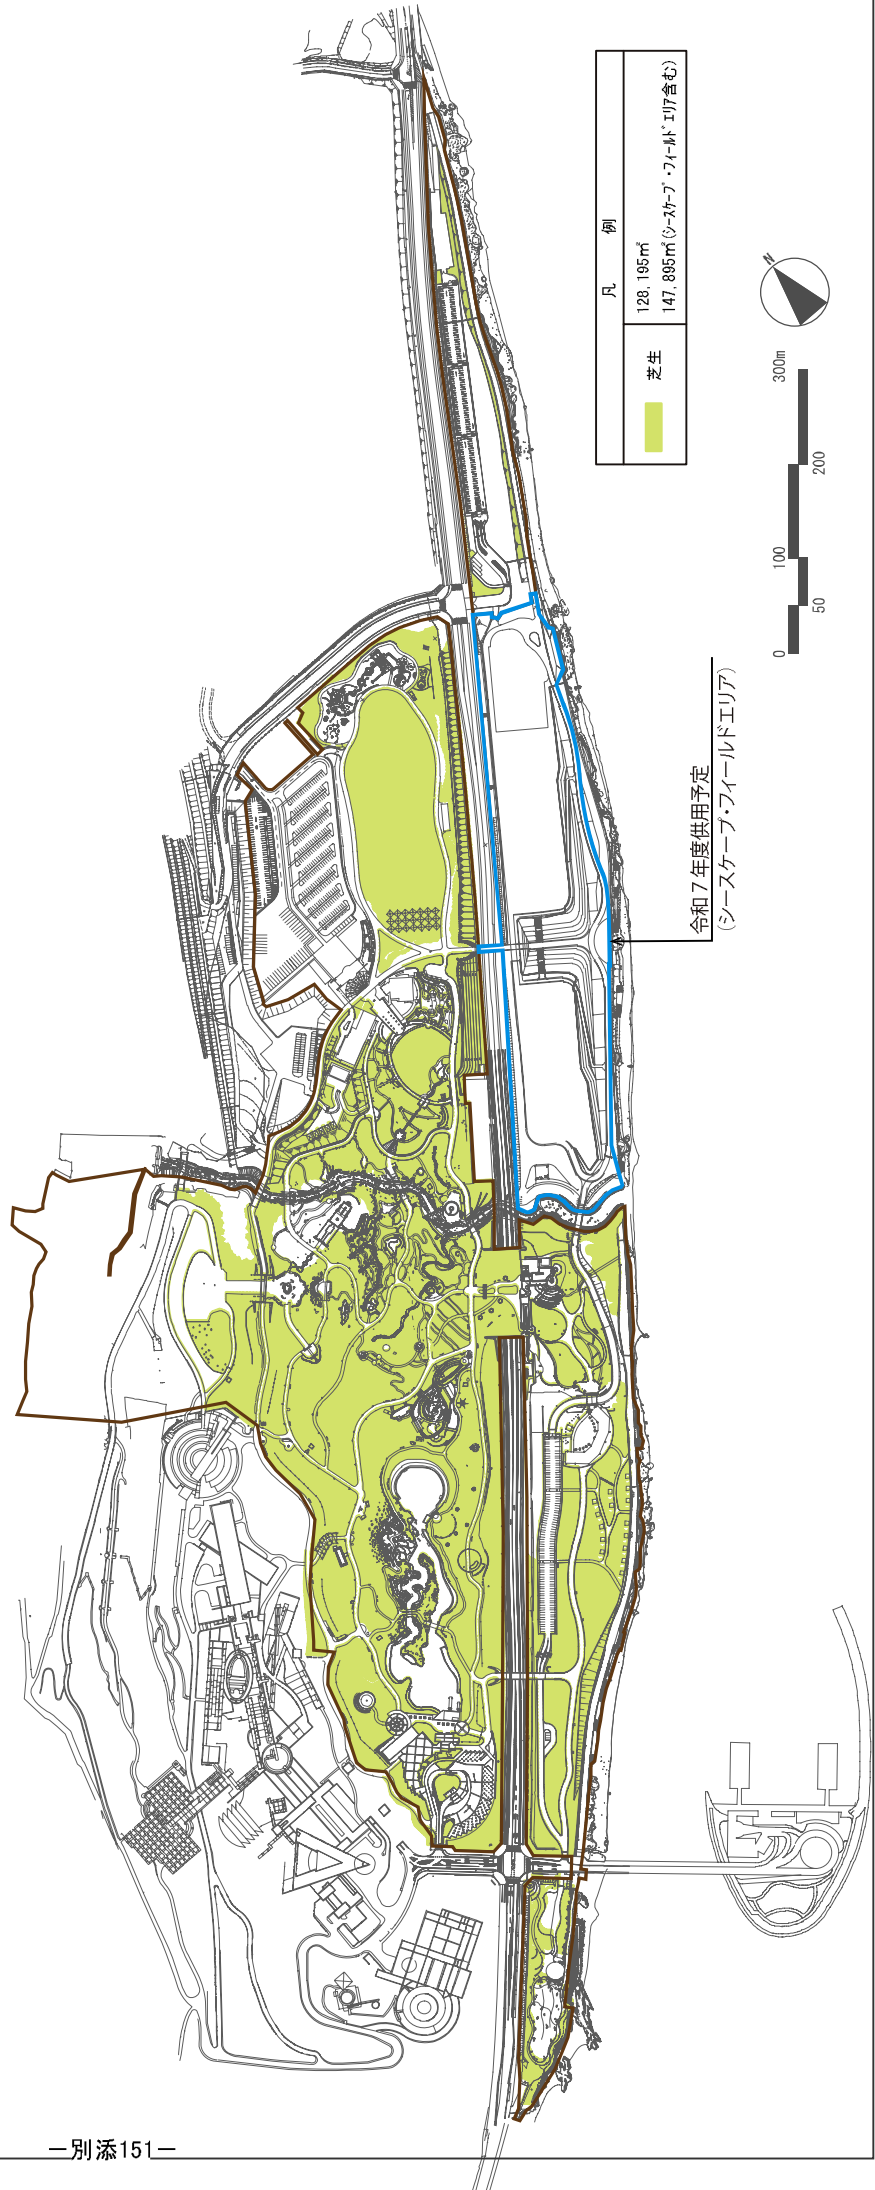 凡 例
芝生
128,195㎡
147,895㎡(シースケープ・フィールドエリア含む)
N
0
50
100
200
300m
令和7年度供用予定
(シースケープ・フィールドエリア)
－別添151－